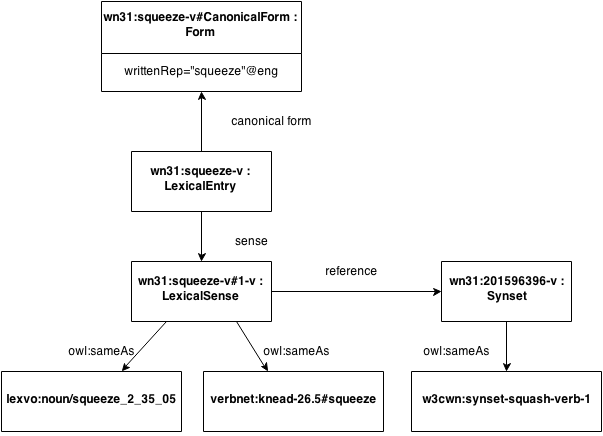 wn31:squeeze-v#CanonicalForm :
Form
writtenRep="squeeze"@eng
canonical form
wn31:squeeze-v :
LexicalEntry
sense
wn31:squeeze-v#1-v :
LexicalSense
reference
wn31:201596396-v :
Synset
owl:sameAs
owl:sameAs
owl:sameAs
lexvo:noun/squeeze_2_35_05
verbnet:knead-26.5#squeeze
w3cwn:synset-squash-verb-1